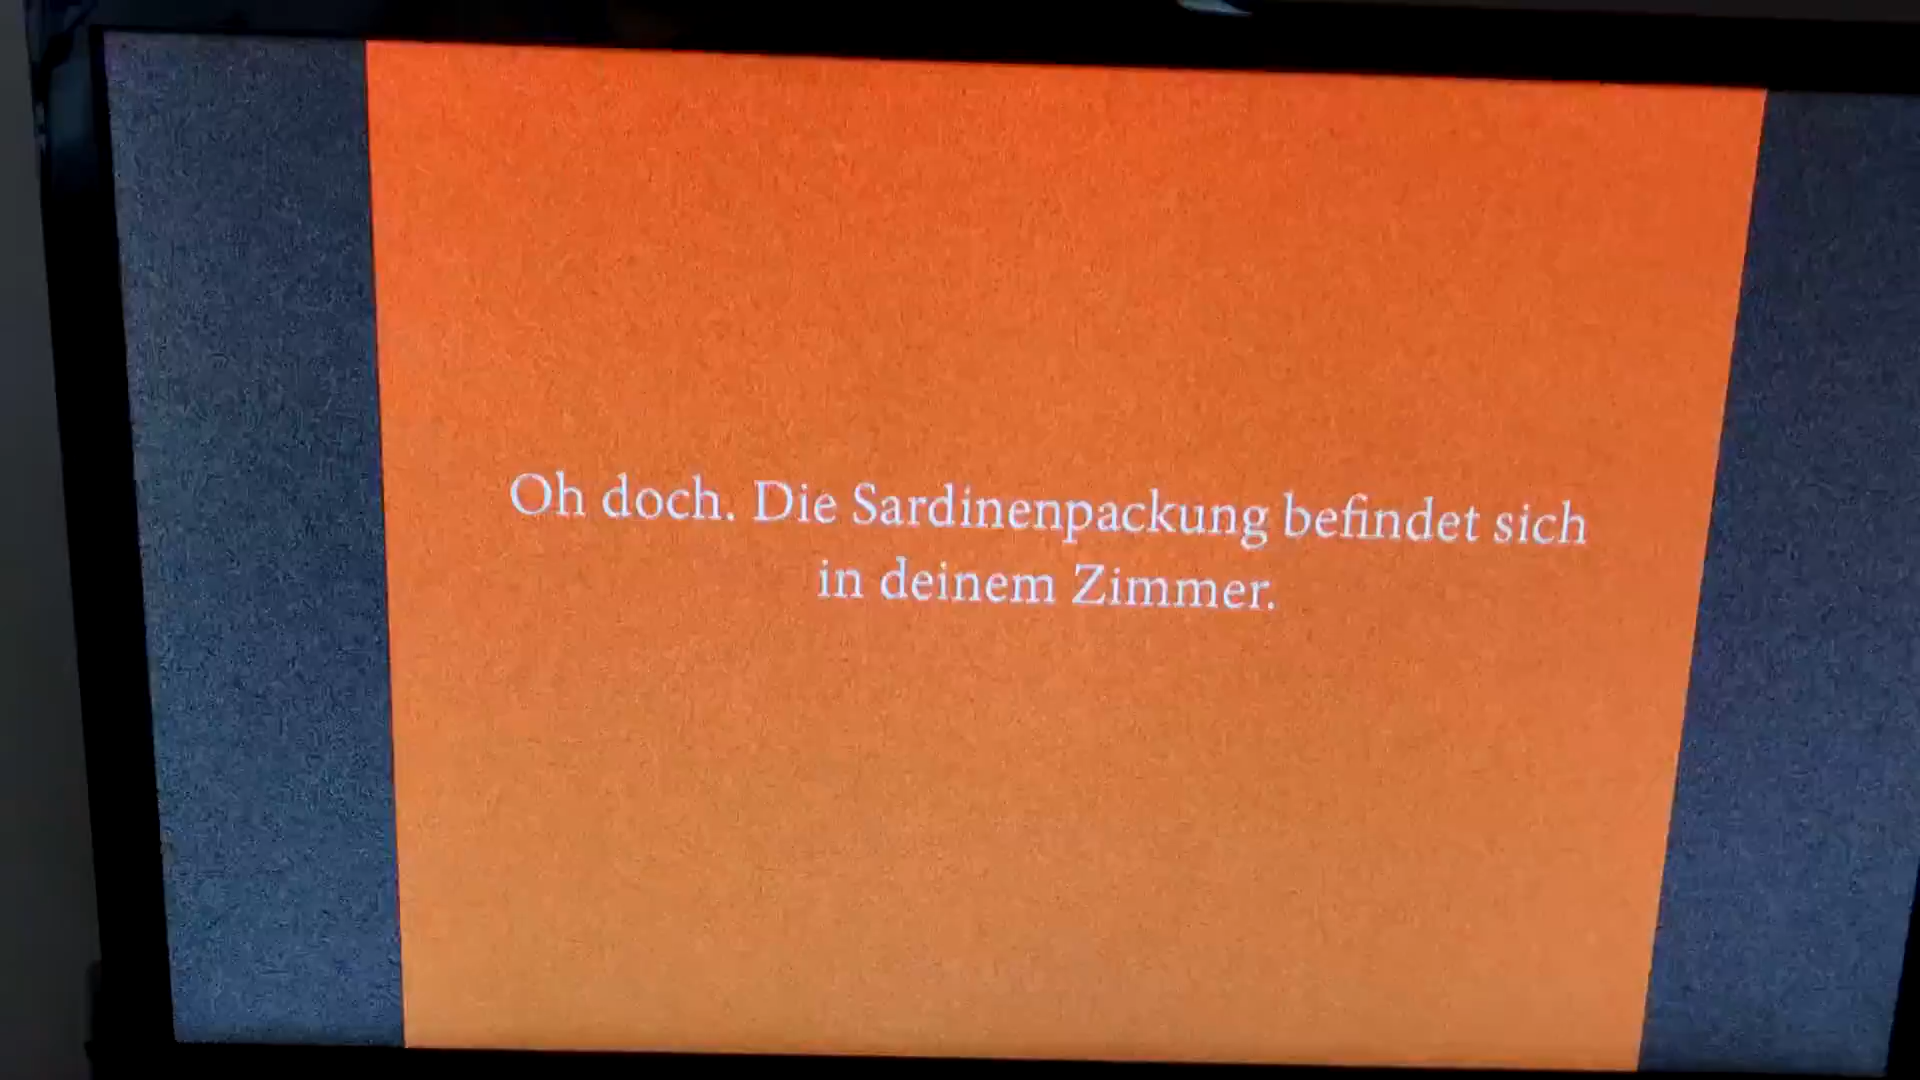 Oh doch. Die Sardinenpackung befindet sich
in deinem Zimmer.